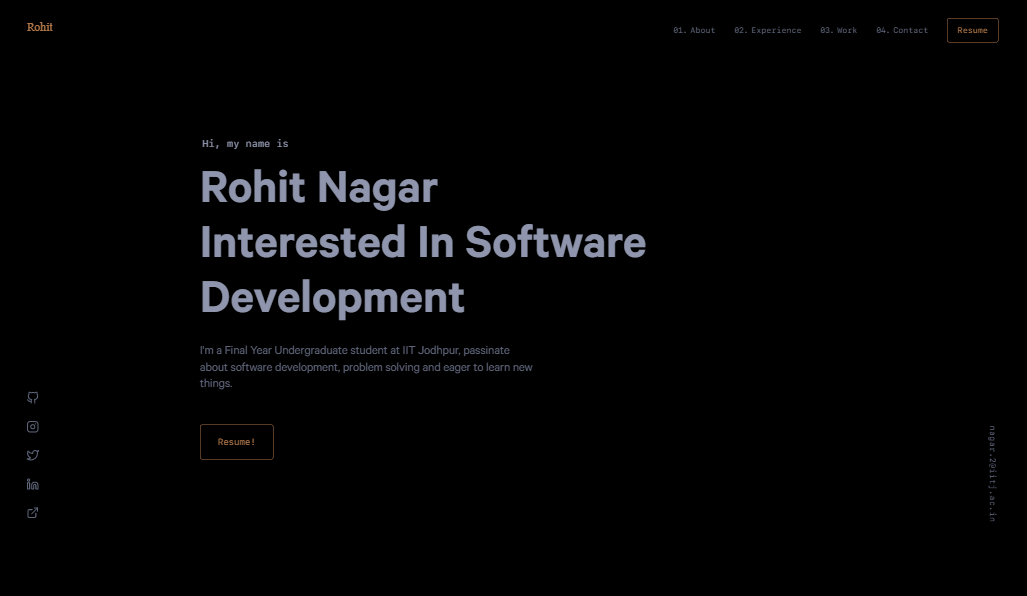 Rohit
01. About 02. Experience 03. Work 04. Contact Resume
Hi, my name is
Rohit Nagar
Interested In Software
Development
I'm a Final Year Undergraduate student at IIT Jodhpur, passinate
about software development, problem solving and eager to learn new
things.
Resume!
nagar.2@iitj.ac.in